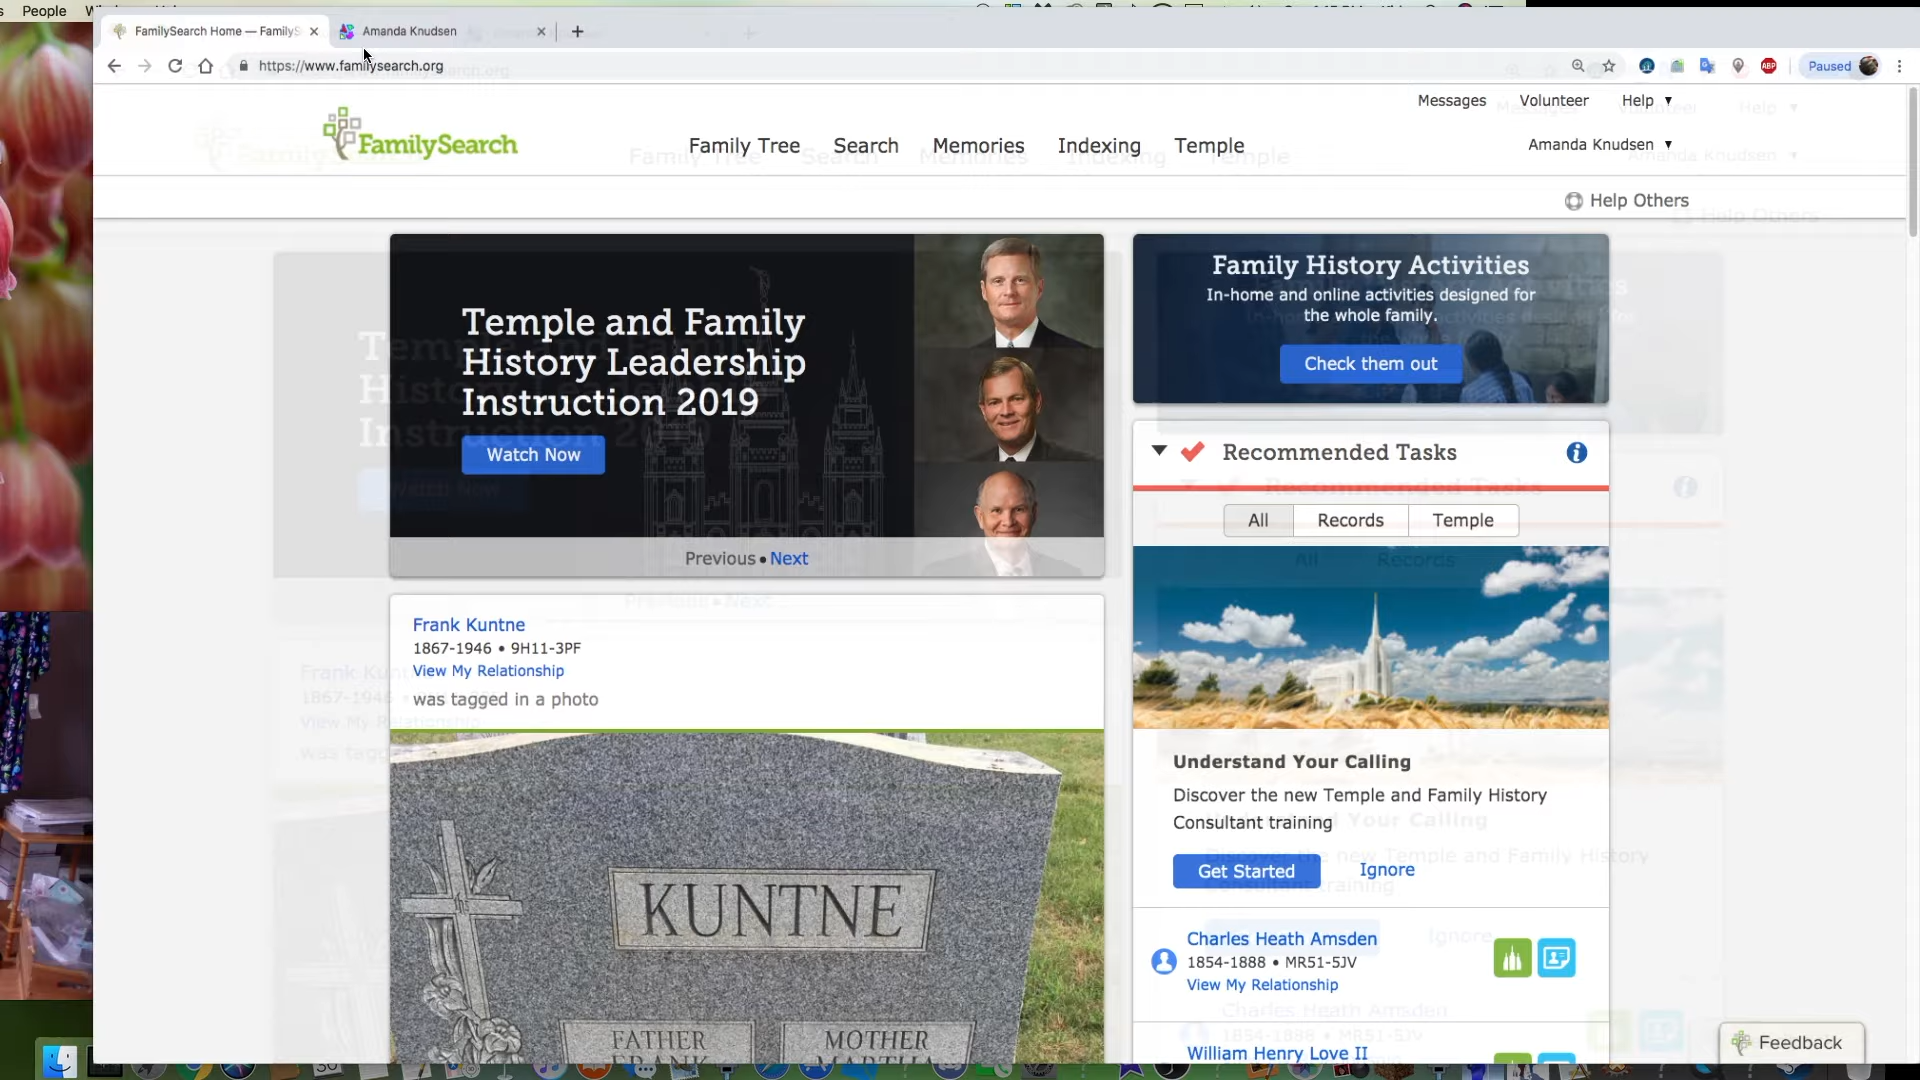 People
FamilySearch Home — FamilyS
Amanda Knudsen
https://www.familysearch.org
Paused
ABP
Messages Volunteer Help
FamilySearch
Family Tree Search Memories Indexing Temple
Amanda Knudsen
Help Others
Temple and Family
History Leadership
Instruction 2019
Watch Now
Previous • Next
Family History Activities
In-home and online activities designed for
the whole family.
Check them out
Recommended Tasks
All Records Temple
Frank Kuntne
1867-1946 • 9H11-3PF
View My Relationship
was tagged in a photo
KUNTNE
FATHER
FRANK
MOTHER
MARTHA
Understand Your Calling
Discover the new Temple and Family History
Consultant training
Get Started Ignore
Charles Heath Amsden
1854-1888 • MR51-5JV
View My Relationship
William Henry Love II
Feedback